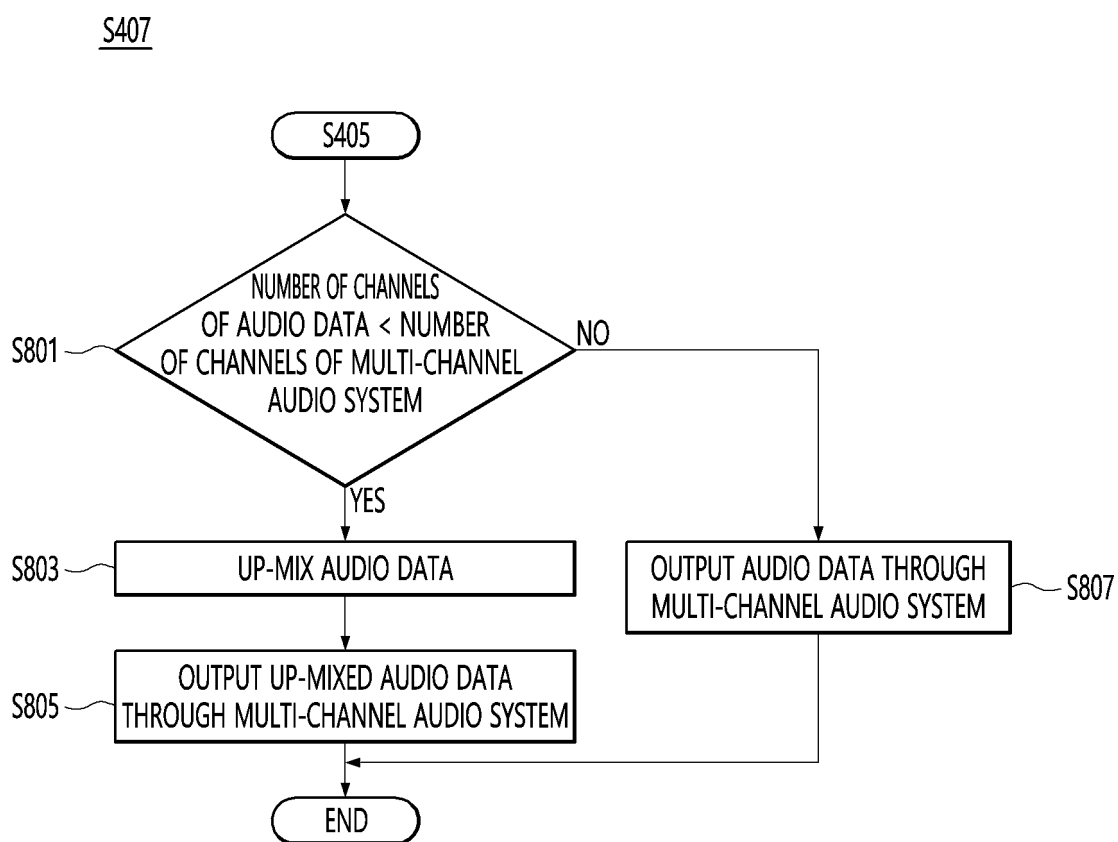 S407
S405
NUMBER OF CHANNELS
OF AUDIO DATA < NUMBER
OF CHANNELS OF MULTI-CHANNEL
AUDIO SYSTEM
S801
NO
YES
S803
UP-MIX AUDIO DATA
OUTPUT AUDIO DATA THROUGH
MULTI-CHANNEL AUDIO SYSTEM
S807
S805
OUTPUT UP-MIXED AUDIO DATA
THROUGH MULTI-CHANNEL AUDIO SYSTEM
END